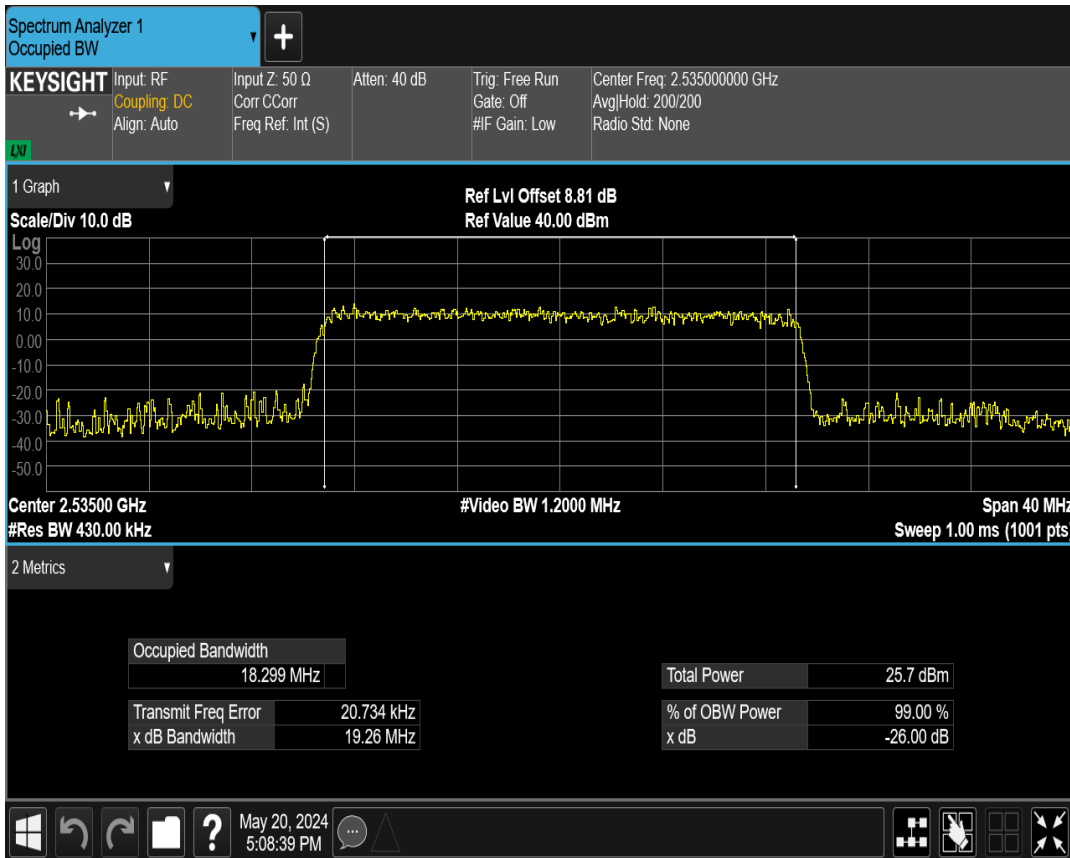 Spectrum Analyzer 1
Occupied BW
KEYSIGHT
LXI
Input: RF
Coupling: DC
Align: Auto
Input Z: 50 Ω
Corr CCorr
Freq Ref: Int (S)
Atten: 40 dB
Trig: Free Run
Gate: Off
#IF Gain: Low
Center Freq: 2.535000000 GHz
Avg|Hold: 200/200
Radio Std: None
1 Graph
Scale/Div 10.0 dB
Ref Lvl Offset 8.81 dB
Ref Value 40.00 dBm
Log
30.0
20.0
10.0
0.00
-10.0
-20.0
-30.0
-40.0
-50.0
Center 2.53500 GHz
#Video BW 1.2000 MHz
Span 40 MHz
#Res BW 430.00 kHz
Sweep 1.00 ms (1001 pts)
2 Metrics
Occupied Bandwidth
18.299 MHz
Transmit Freq Error 20.734 kHz
x dB Bandwidth 19.26 MHz
Total Power 25.7 dBm
% of OBW Power 99.00 %
x dB -26.00 dB
?
May 20, 2024
5:08:39 PM